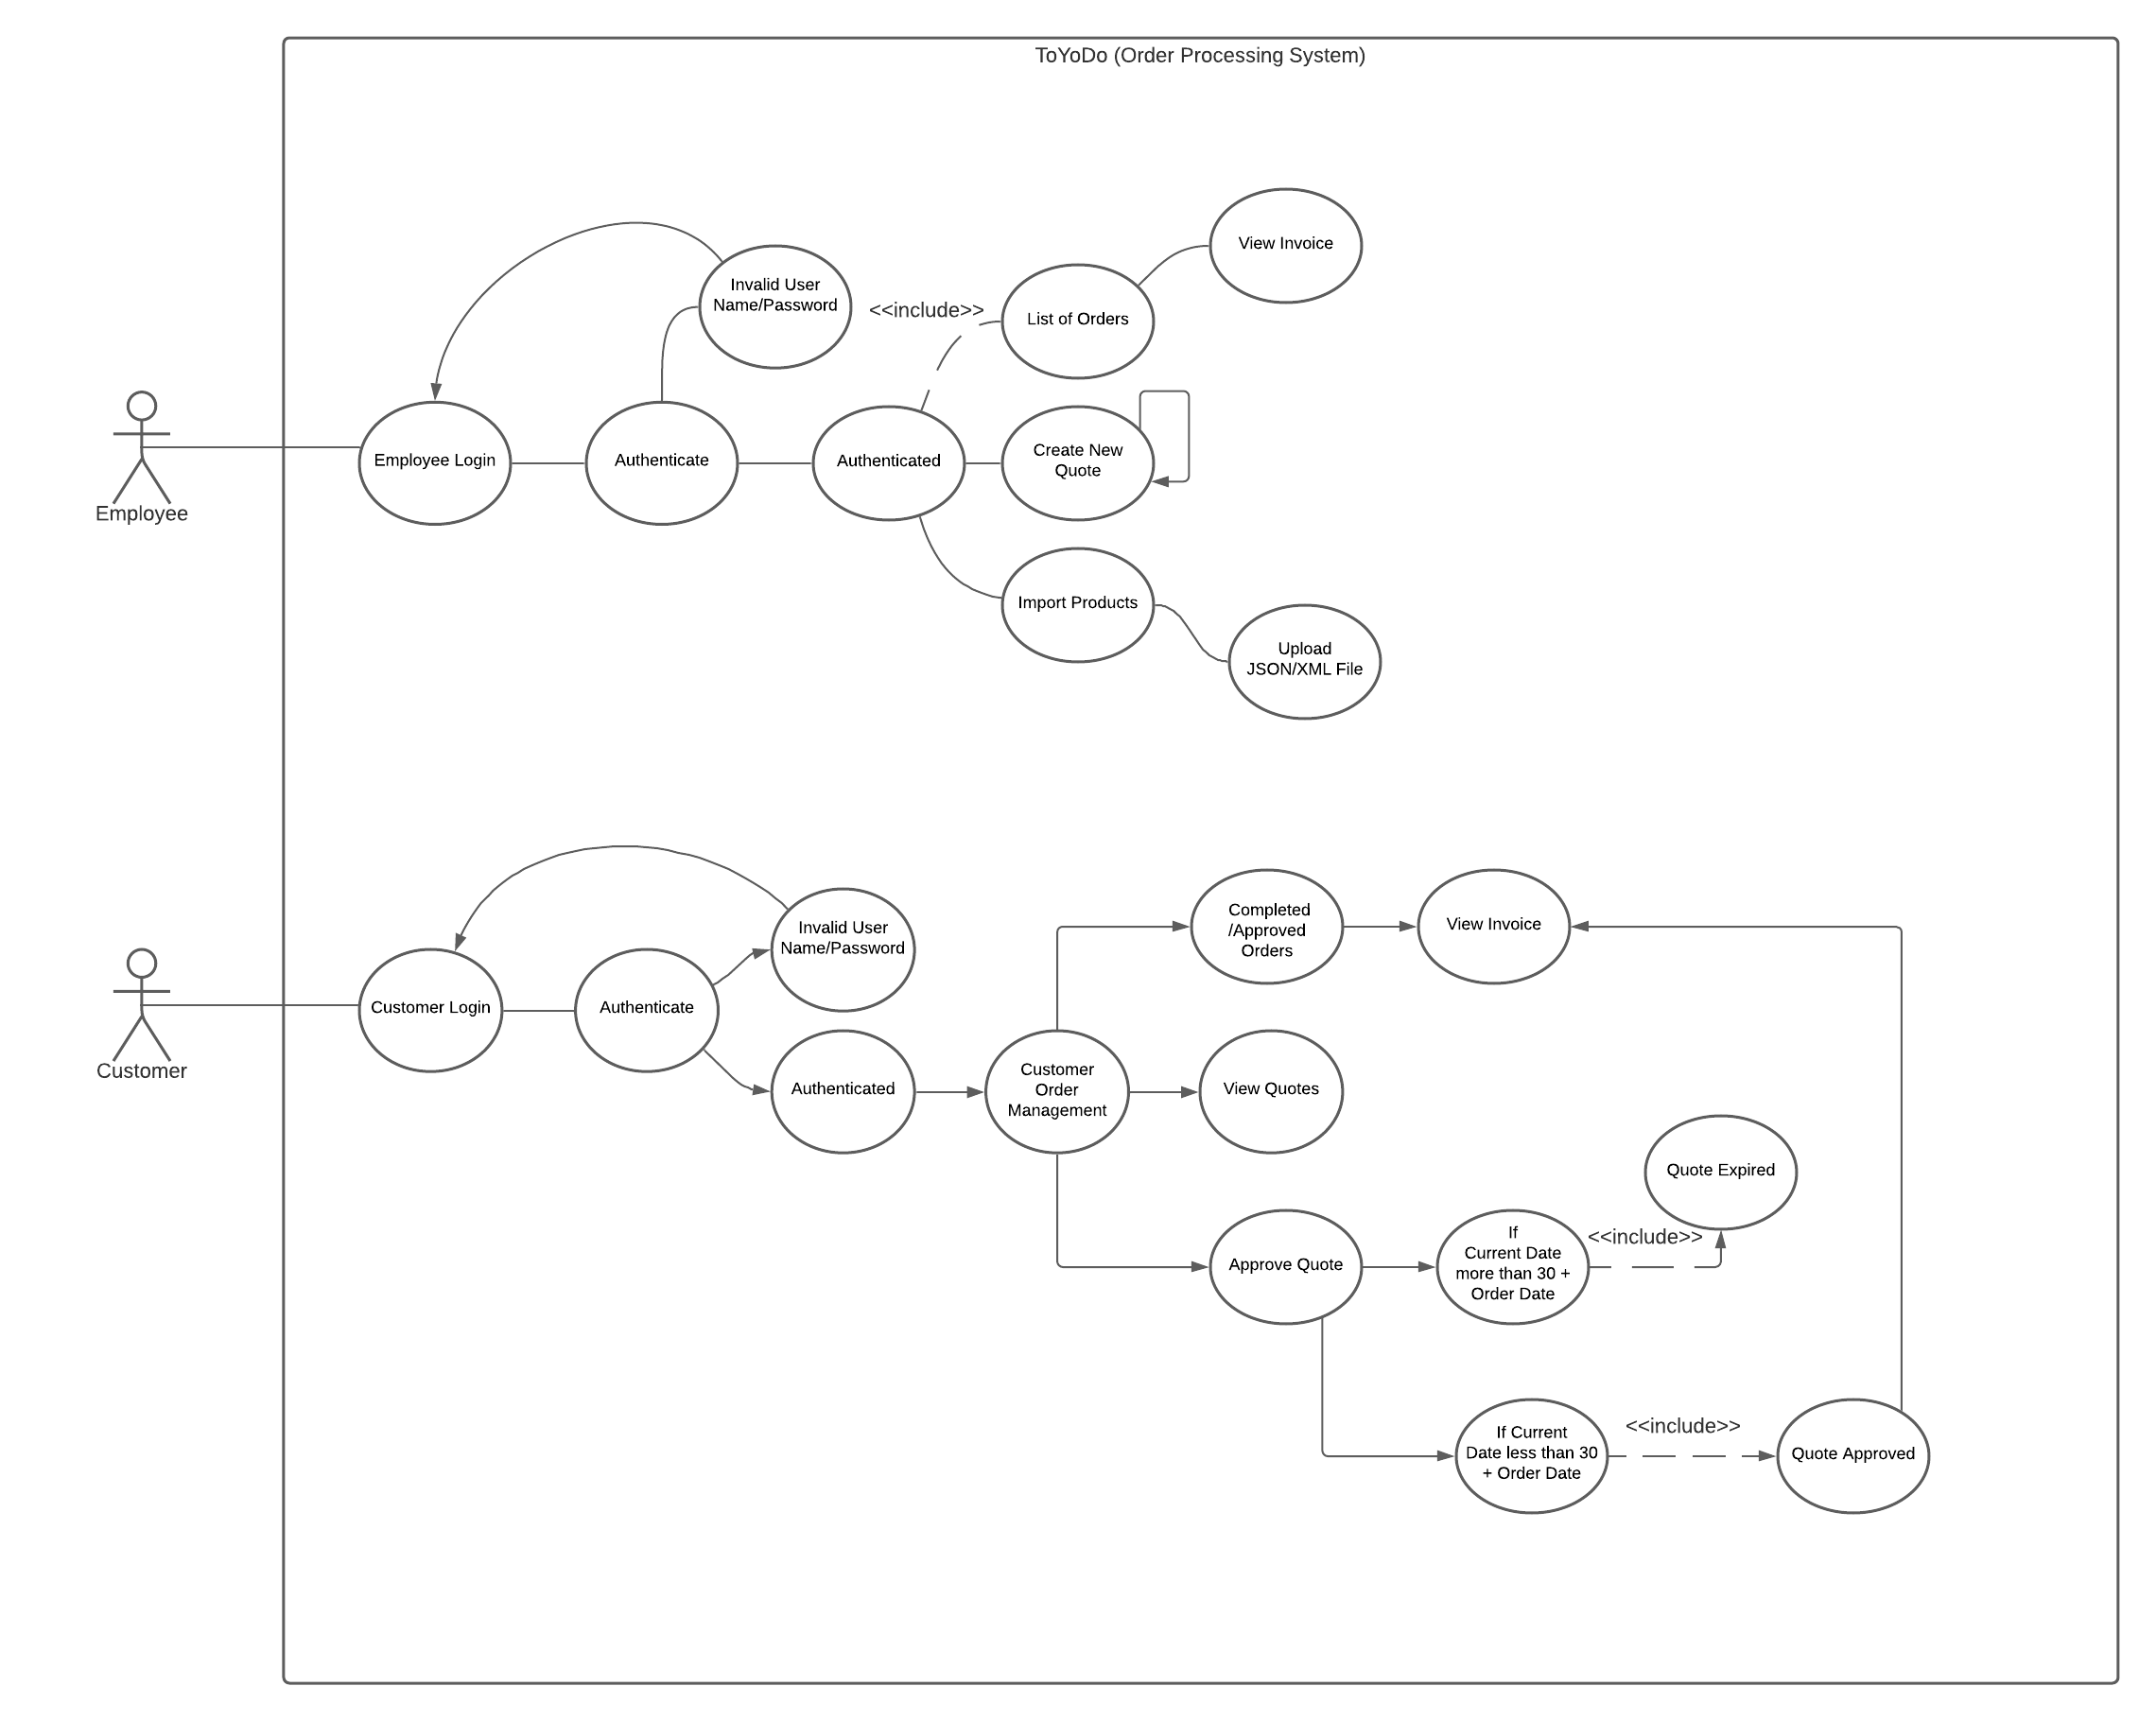 ToYoDo (Order Processing System)
View Invoice
Invalid User
Name/Password
<<include>>
List of Orders
Employee Login
Authenticate
Authenticated
Create New
Quote
Employee
Import Products
Upload
JSON/XML File
Completed
/Approved
Orders
View Invoice
Invalid User
Name/Password
Customer Login
Authenticate
Customer
Authenticated
Customer
Order
Management
View Quotes
Quote Expired
Approve Quote
If
Current Date
more than 30 +
Order Date
<<include>>
If Current
Date less than 30
+ Order Date
<<include>>
Quote Approved